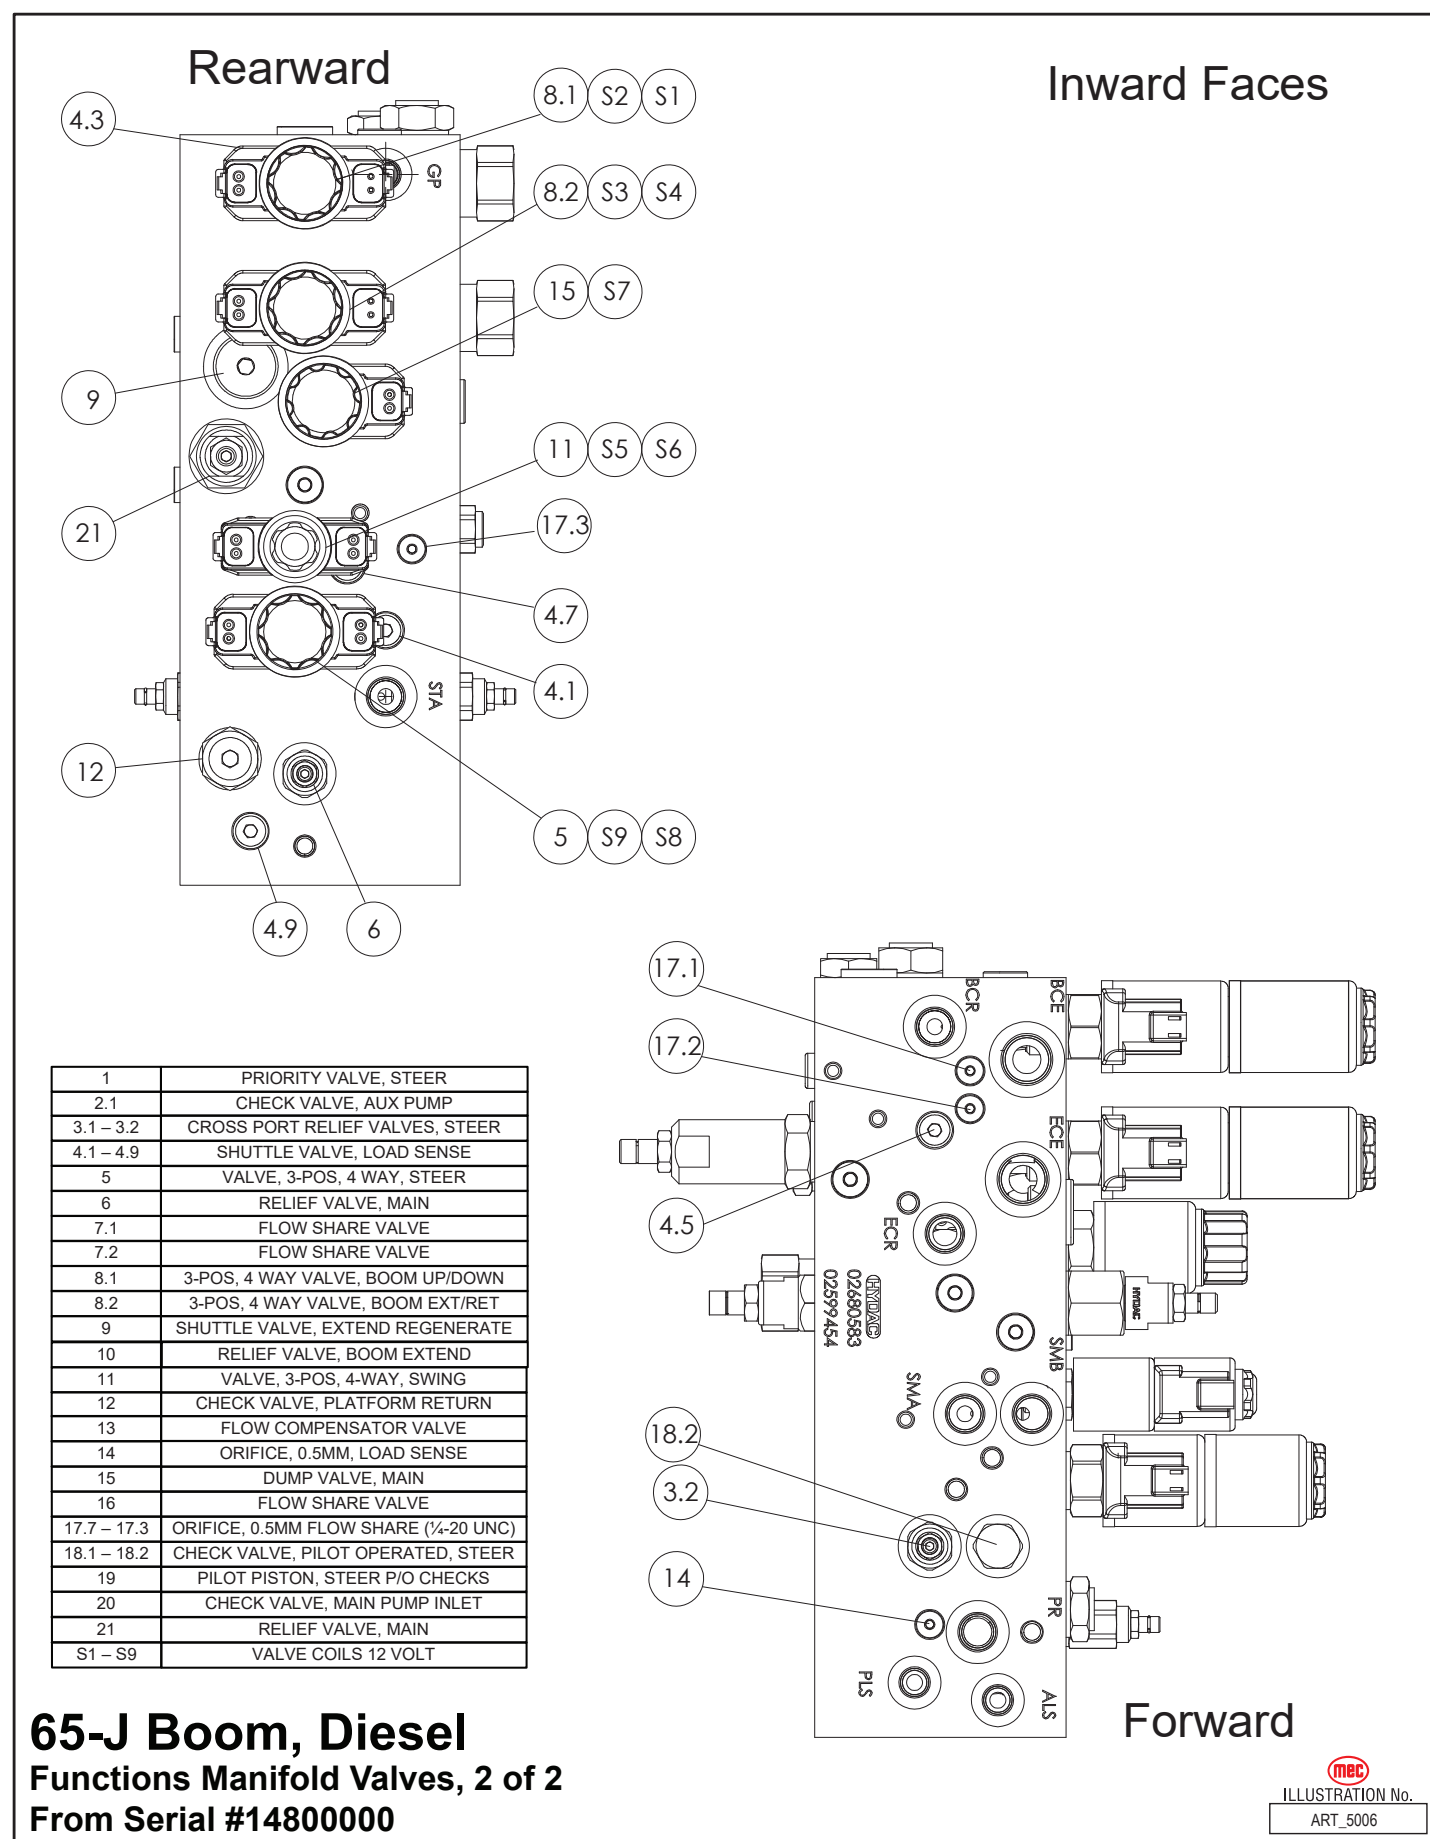 Rearward
Inward Faces
4.3
8.1 S2 S1
GP
8.2 S3 S4
15 S7
9
11 S5 S6
21
17.3
4.7
4.1
STA
12
5 S9 S8
4.9
6
17.1
BCR
BCE
17.2
ECE
4.5
ECR
HYDAC
02680583
02599454
HYDAC
SMB
SMA
18.2
3.2
14
PR
PLS
ALS
Forward
1 PRIORITY VALVE, STEER
2.1 CHECK VALVE, AUX PUMP
3.1 – 3.2 CROSS PORT RELIEF VALVES, STEER
4.1 – 4.9 SHUTTLE VALVE, LOAD SENSE
5 VALVE, 3-POS, 4 WAY, STEER
6 RELIEF VALVE, MAIN
7.1 FLOW SHARE VALVE
7.2 FLOW SHARE VALVE
8.1 3-POS, 4 WAY VALVE, BOOM UP/DOWN
8.2 3-POS, 4 WAY VALVE, BOOM EXT/RET
9 SHUTTLE VALVE, EXTEND REGENERATE
10 RELIEF VALVE, BOOM EXTEND
11 VALVE, 3-POS, 4-WAY, SWING
12 CHECK VALVE, PLATFORM RETURN
13 FLOW COMPENSATOR VALVE
14 ORIFICE, 0.5MM, LOAD SENSE
15 DUMP VALVE, MAIN
16 FLOW SHARE VALVE
17.7 – 17.3 ORIFICE, 0.5MM FLOW SHARE (¼-20 UNC)
18.1 – 18.2 CHECK VALVE, PILOT OPERATED, STEER
19 PILOT PISTON, STEER P/O CHECKS
20 CHECK VALVE, MAIN PUMP INLET
21 RELIEF VALVE, MAIN
S1 – S9 VALVE COILS 12 VOLT
65-J Boom, Diesel
Functions Manifold Valves, 2 of 2
From Serial #14800000
mec
ILLUSTRATION No.
ART_5006